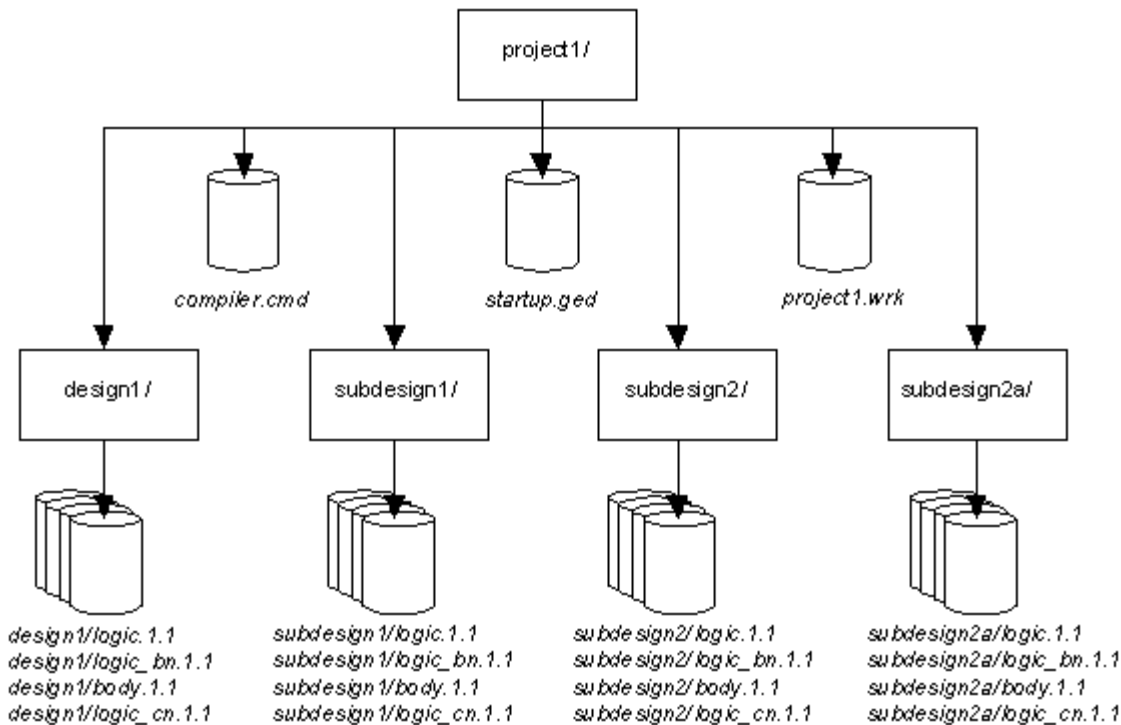 project1/
compiler.cmd
startup.ged
project1.wrk
design1/
subdesign1/
subdesign2/
subdesign2a/
design1/logic.1.1
design1/logic_bn.1.1
design1/body.1.1
design1/logic_cn.1.1
subdesign1/logic.1.1
subdesign1/logic_bn.1.1
subdesign1/body.1.1
subdesign1/logic_cn.1.1
subdesign2/logic.1.1
subdesign2/logic_bn.1.1
subdesign2/body.1.1
subdesign2/logic_cn.1.1
subdesign2a/logic.1.1
subdesign2a/logic_bn.1.1
subdesign2a/body.1.1
subdesign2a/logic_cn.1.1